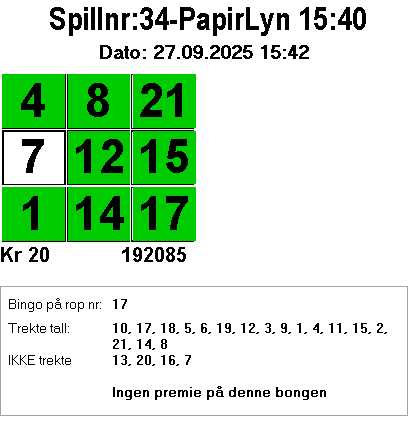 Spillnr:34-PapirLyn 15:40
Dato: 27.09.2025 15:42
4 8 21
7 12 15
1 14 17
Kr 20 192085
Bingo på rop nr: 17
Trekte tall: 10, 17, 18, 5, 6, 19, 12, 3, 9, 1, 4, 11, 15, 2,
21, 14, 8
IKKE trekte 13, 20, 16, 7
Ingen premie på denne bongen